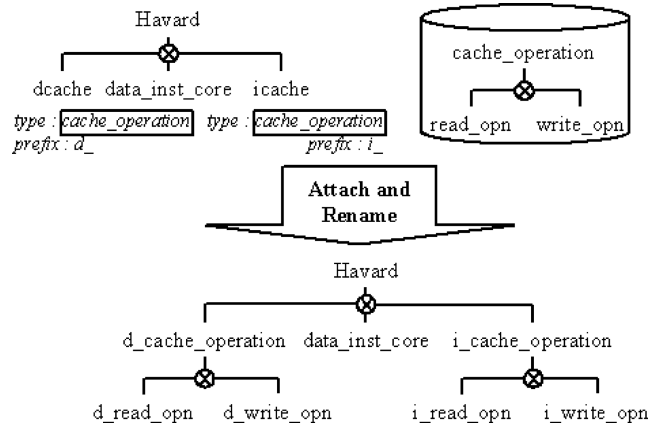 Havard
cache_operation
dcache data_inst_core icache
type : cache_operation type : cache_operation
read_opn write_opn
prefix : d_ prefix : i_
Attach and
Rename
Havard
d_cache_operation data_inst_core i_cache_operation
d_read_opn d_write_opn i_read_opn i_write_opn